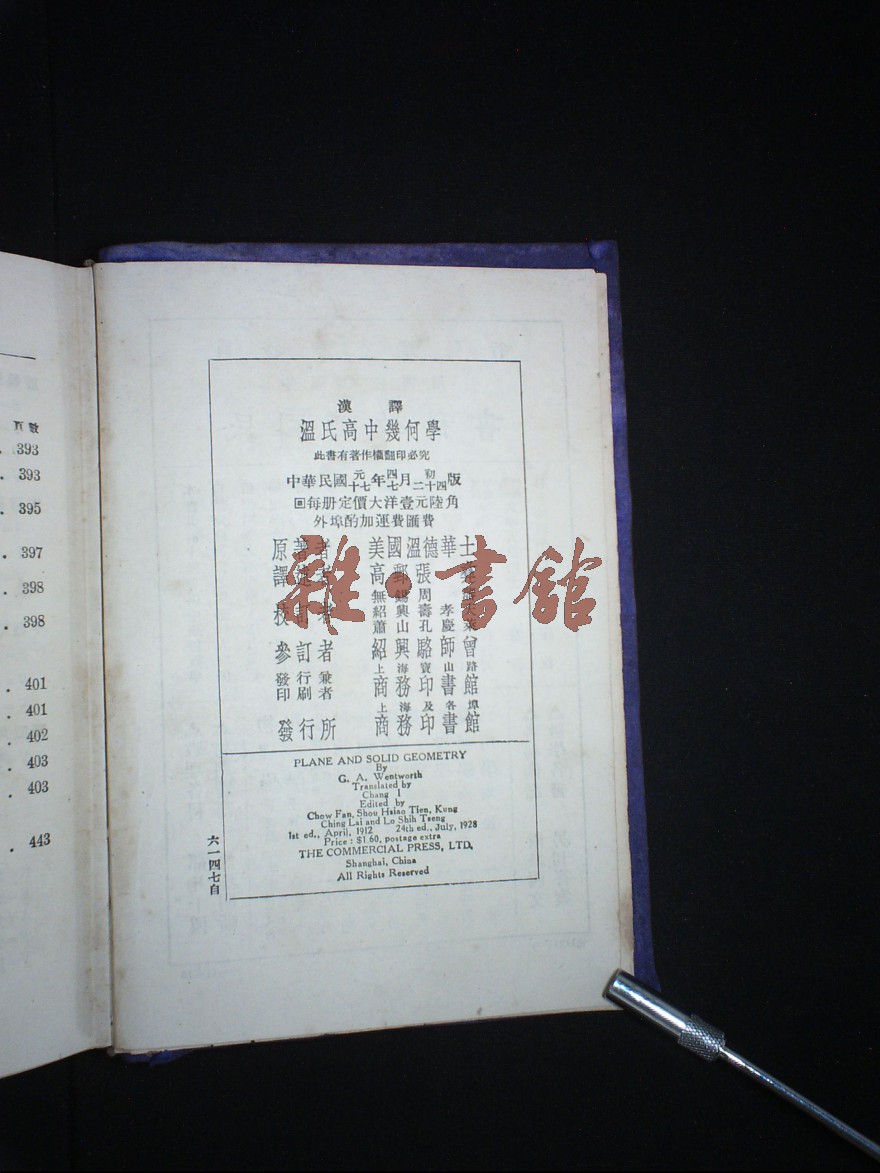 頁數
. 393
. 393
. 395
. 397
. 398
. 398
. 401
. 401
. 402
. 403
. 403
. 443
漢譯
溫氏高中幾何學
此書有著作權翻印必究
中華民國元年四月初版
十七 七 二十四
回每册定價大洋壹元陸角
外埠酌加運費匯費
原著者 美國溫德華士
譯述者 高郵張
校訂者 無錫周
紹興壽孝
蕭山孔慶來
參訂者 紹興駱師曾
上海寶山路
發行兼印刷者 商務印書館
上海及各埠
發行所 商務印書館
PLANE AND SOLID GEOMETRY
By
G. A. Wentworth
Translated by
Chang I
Edited by
Chow Fan, Shou Hsiao Tien, Kung
Ching Lai and Lo Shih Tseng
1st ed., April, 1912 24th ed., July, 1928
Price : $1.60, postage extra
THE COMMERCIAL PRESS, LTD.
Shanghai, China
All Rights Reserved
六一四七自
雜·書館